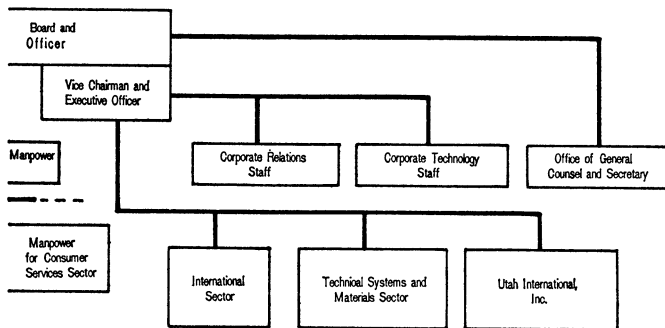 Board and
Officer
Vice Chairman and
Executive Officer
Manpower
Corporate Relations
Staff
Corporate Technology
Staff
Office of General
Counsel and Secretary
Manpower
for Consumer
Services Sector
International
Sector
Technical Systems and
Materials Sector
Utah International,
Inc.